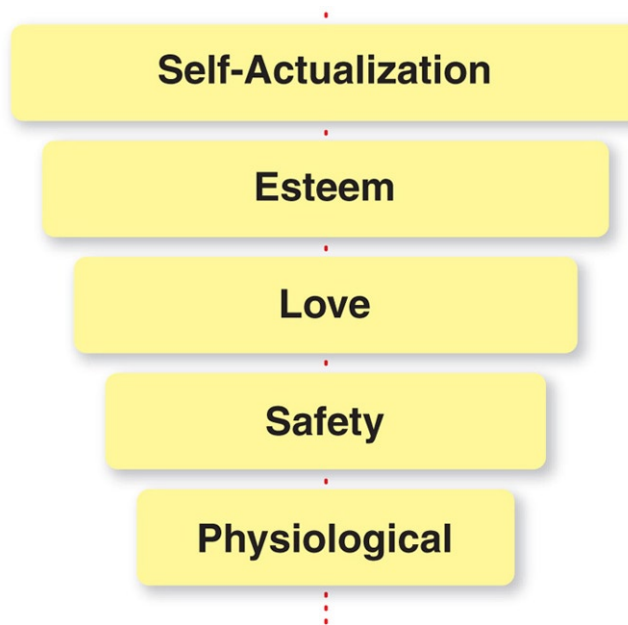 Self-Actualization
Esteem
Love
Safety
Physiological